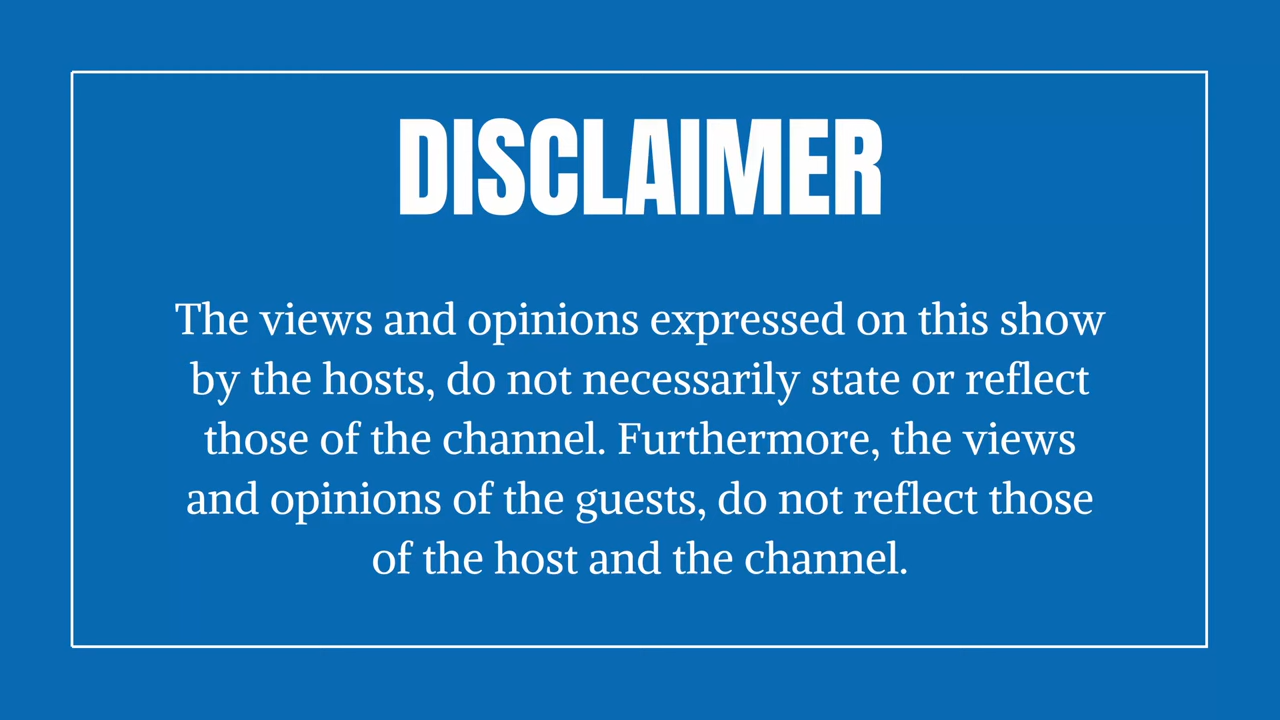 DISCLAIMER
The views and opinions expressed on this show
by the hosts, do not necessarily state or reflect
those of the channel. Furthermore, the views
and opinions of the guests, do not reflect those
of the host and the channel.